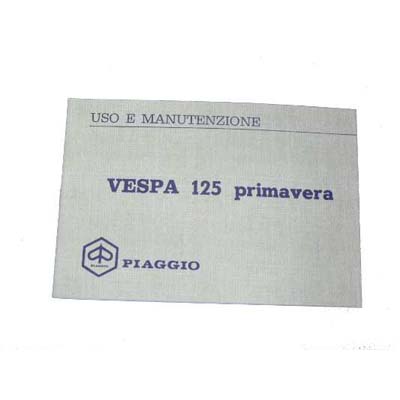 USO E MANUTENZIONE
VESPA 125 primavera
PIAGGIO